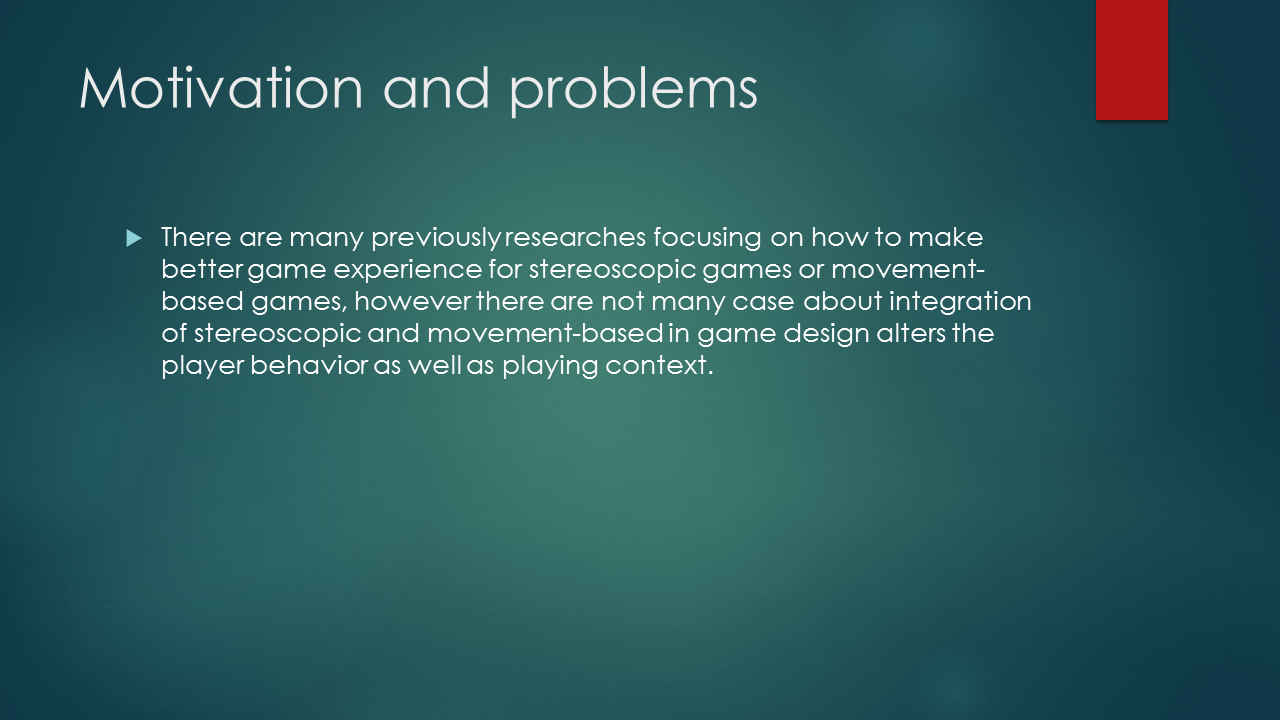 Motivation and problems
There are many previously researches focusing on how to make
better game experience for stereoscopic games or movement-
based games, however there are not many case about integration
of stereoscopic and movement-based in game design alters the
player behavior as well as playing context.